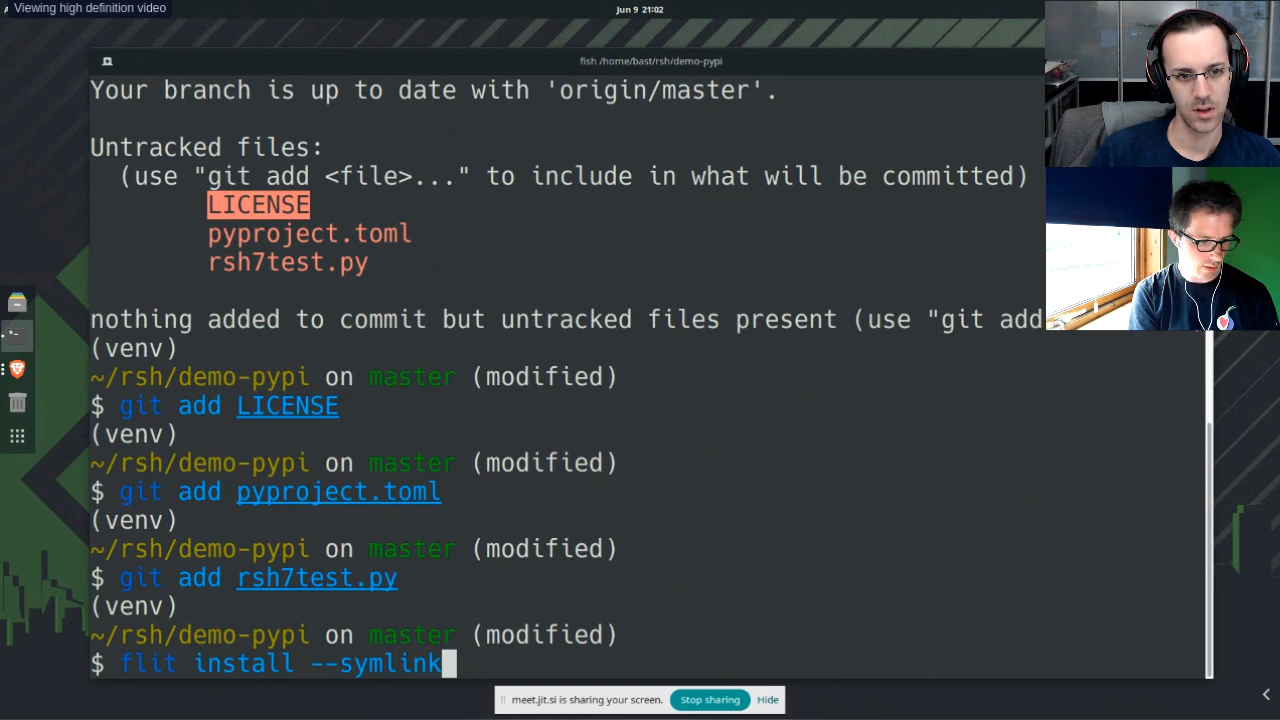 Viewing high definition video
Jun 9 21:02
fish /home/bast/rsh/demo-pypi
Your branch is up to date with 'origin/master'.
Untracked files:
(use "git add <file>..." to include in what will be committed)
LICENSE
pyproject.toml
rsh7test.py
nothing added to commit but untracked files present (use "git add
(venv)
~/rsh/demo-pypi on master (modified)
$ git add LICENSE
(venv)
~/rsh/demo-pypi on master (modified)
$ git add pyproject.toml
(venv)
~/rsh/demo-pypi on master (modified)
$ git add rsh7test.py
(venv)
~/rsh/demo-pypi on master (modified)
$ flit install --symlink
meet.jit.si is sharing your screen. Stop sharing Hide